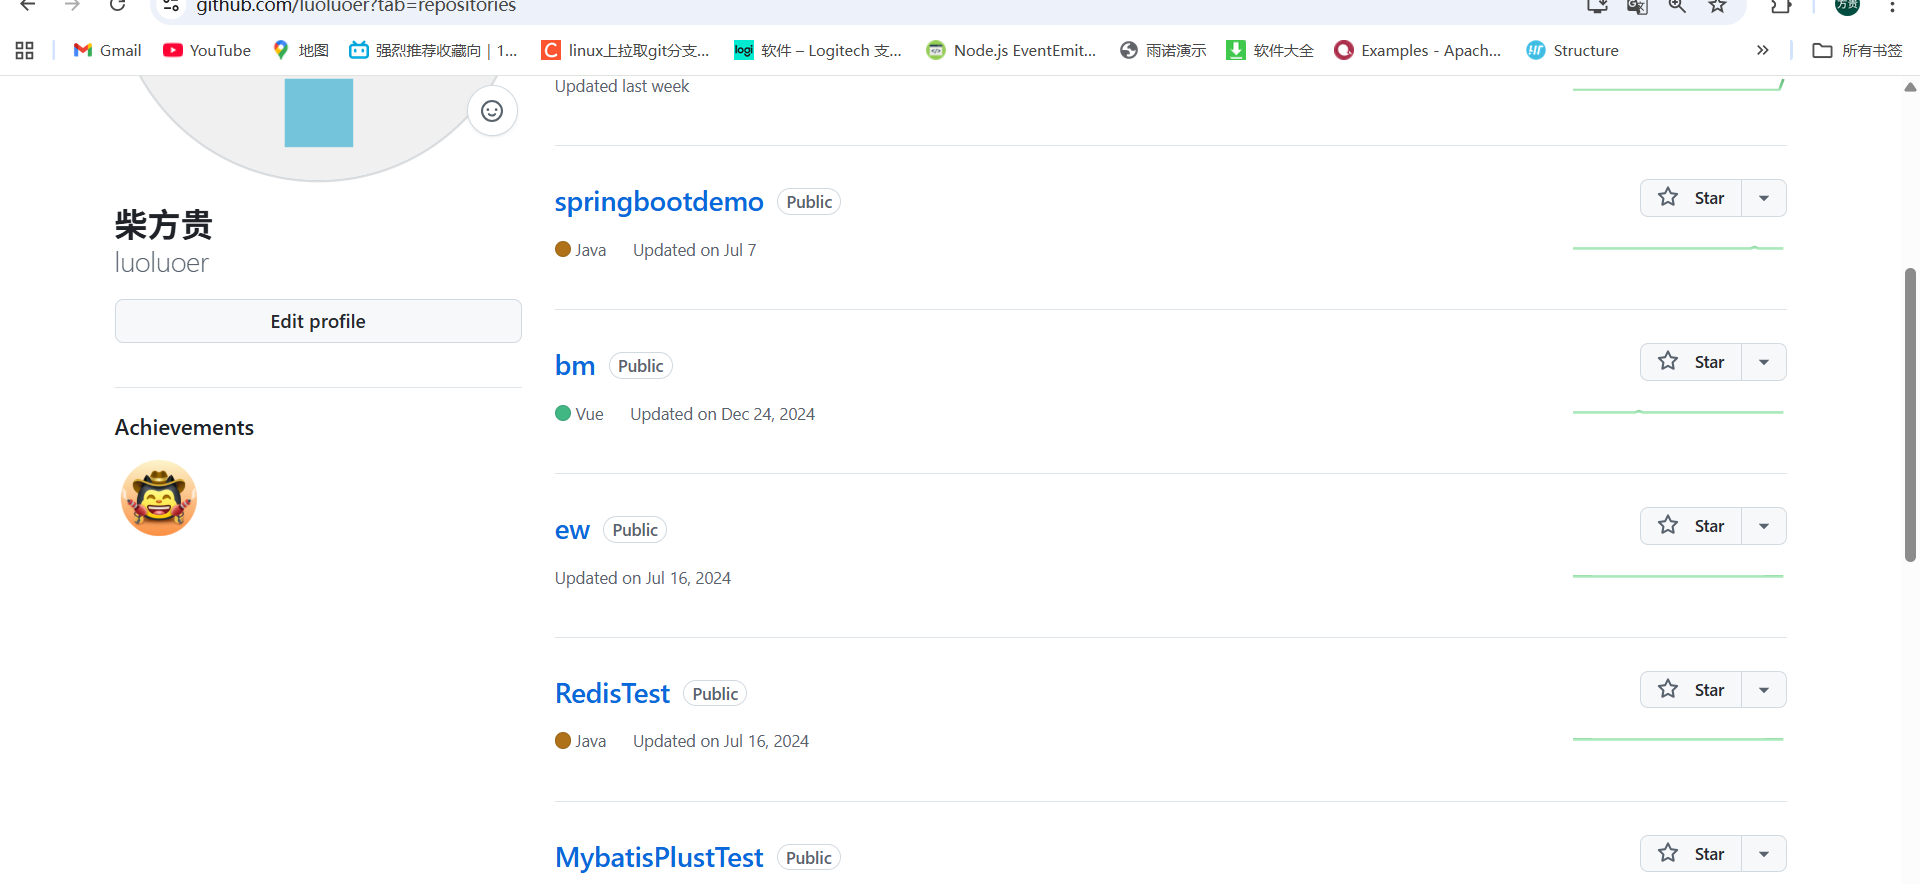 github.com/luoluoer?tab=repositories
方贵
Gmail
YouTube
地图
强烈推荐收藏向 | 1...
linux上拉取git分支...
软件 – Logitech 支...
Node.js EventEmit...
雨诺演示
软件大全
Examples - Apach...
Structure
所有书签
Updated last week
柴方贵
luoluoer
Edit profile
Achievements
springbootdemo Public
Star
Java Updated on Jul 7
bm Public
Star
Vue Updated on Dec 24, 2024
ew Public
Star
Updated on Jul 16, 2024
RedisTest Public
Star
Java Updated on Jul 16, 2024
MybatisPlustTest Public
Star